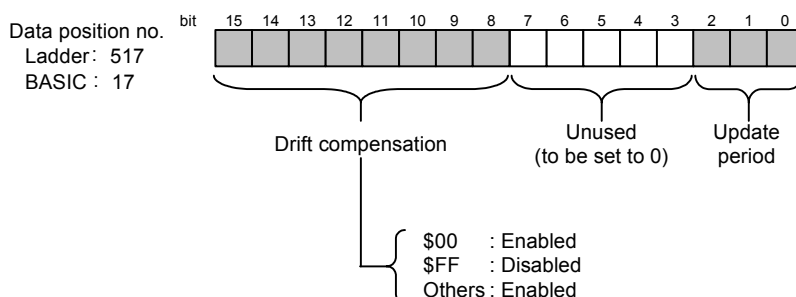 Data position no.
Ladder: 517
BASIC : 17
bit 15 14 13 12 11 10 9 8 7 6 5 4 3 2 1 0
Drift compensation
Unused
(to be set to 0)
Update
period
$00 : Enabled
$FF : Disabled
Others : Enabled